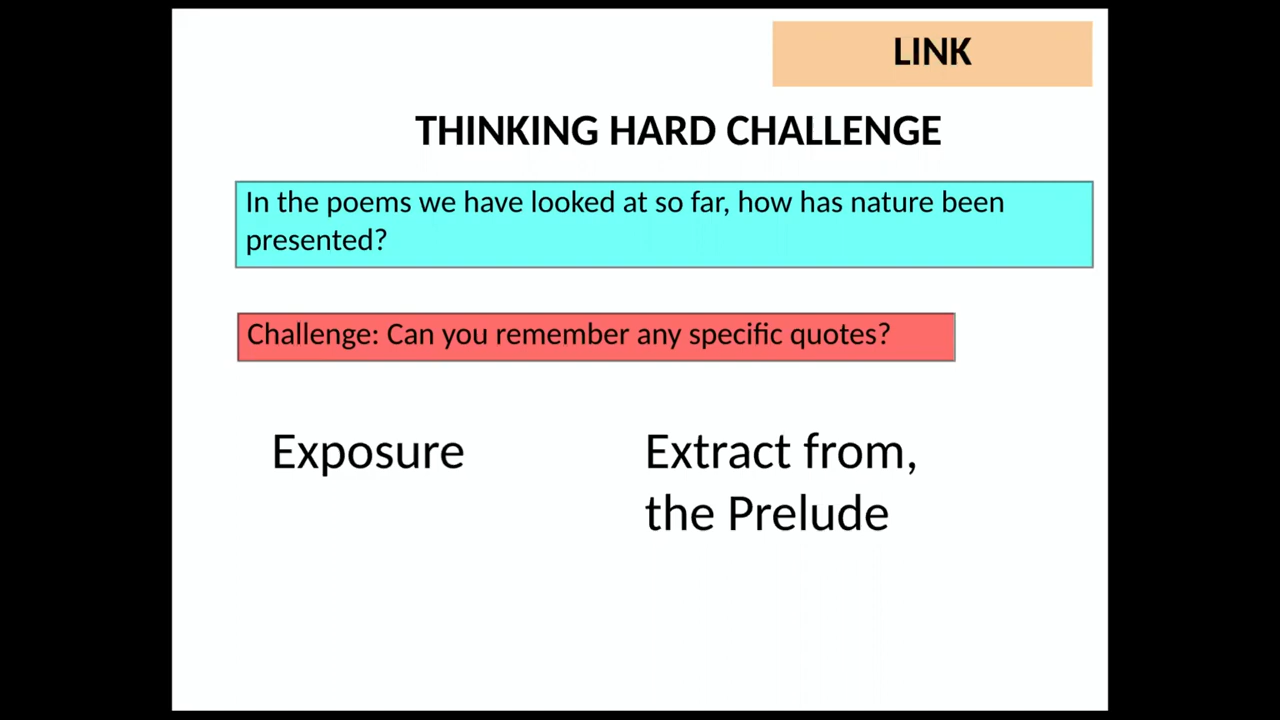 LINK
THINKING HARD CHALLENGE
In the poems we have looked at so far, how has nature been
presented?
Challenge: Can you remember any specific quotes?
Exposure
Extract from,
the Prelude